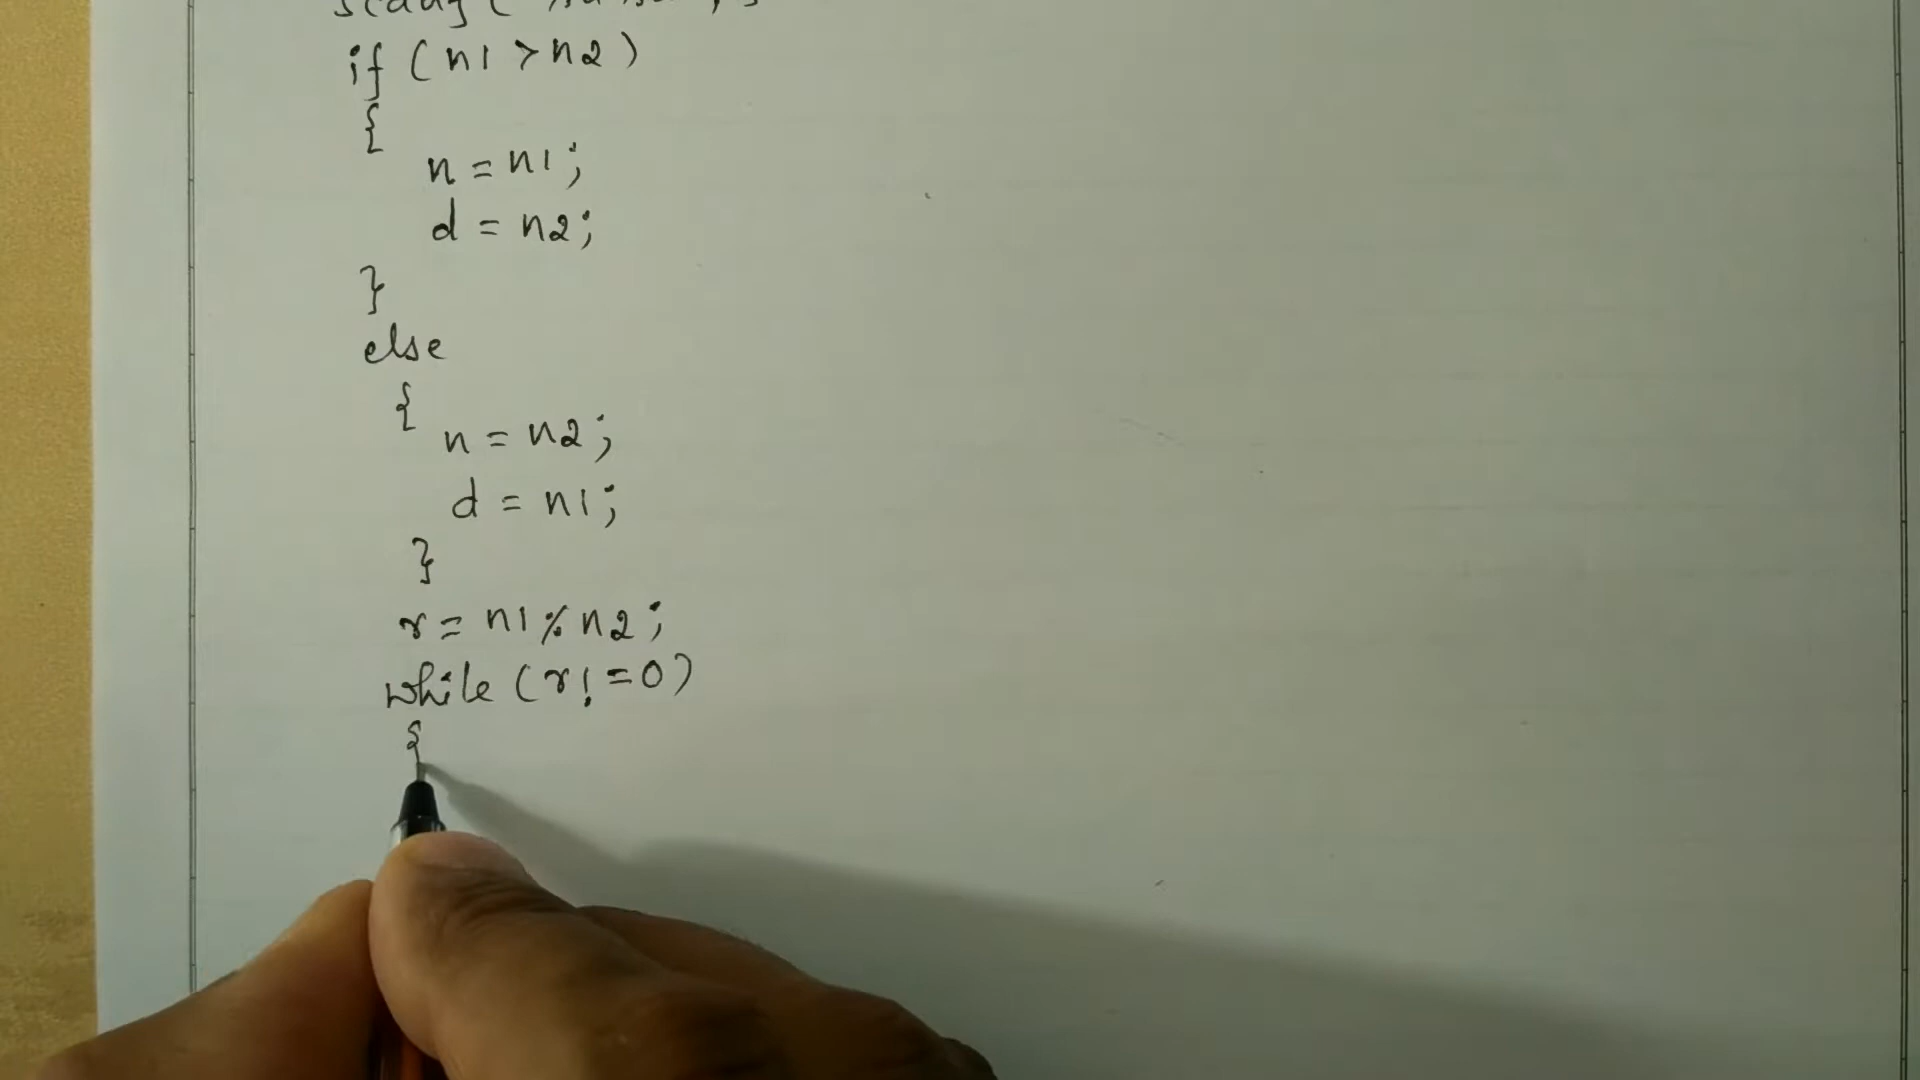 if (n1 > n2)
{
n = n1;
d = n2;
}
else
{
n = n2;
d = n1;
}
r = n1 % n2;
while (r! = 0)
{